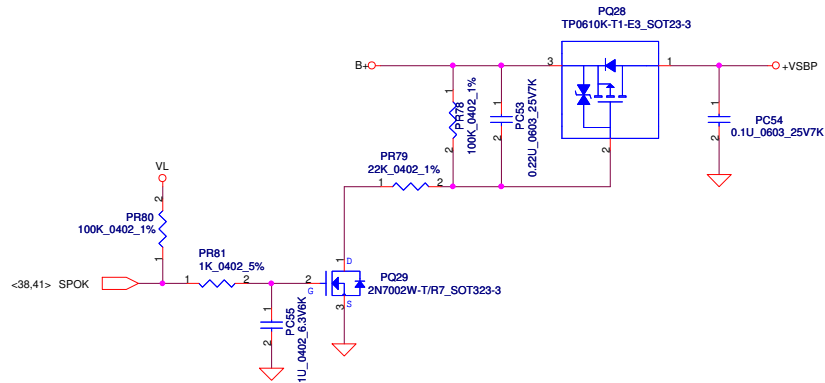 PQ28
TP0610K-T1-E3_SOT23-3
B+
3
1
+VSBP
1
PR78
100K_0402_1%
2
1
PC53
0.22U_0603_25V7K
2
2
1
PC54
0.1U_0603_25V7K
2
PR79
22K_0402_1%
1
2
VL
2
PR80
100K_0402_1%
1
PR81
1K_0402_5%
<38,41> SPOK
1
2
2
G
1
D
PQ29
2N7002W-T/R7_SOT323-3
S
3
1
PC55
1U_0402_6.3V6K
2